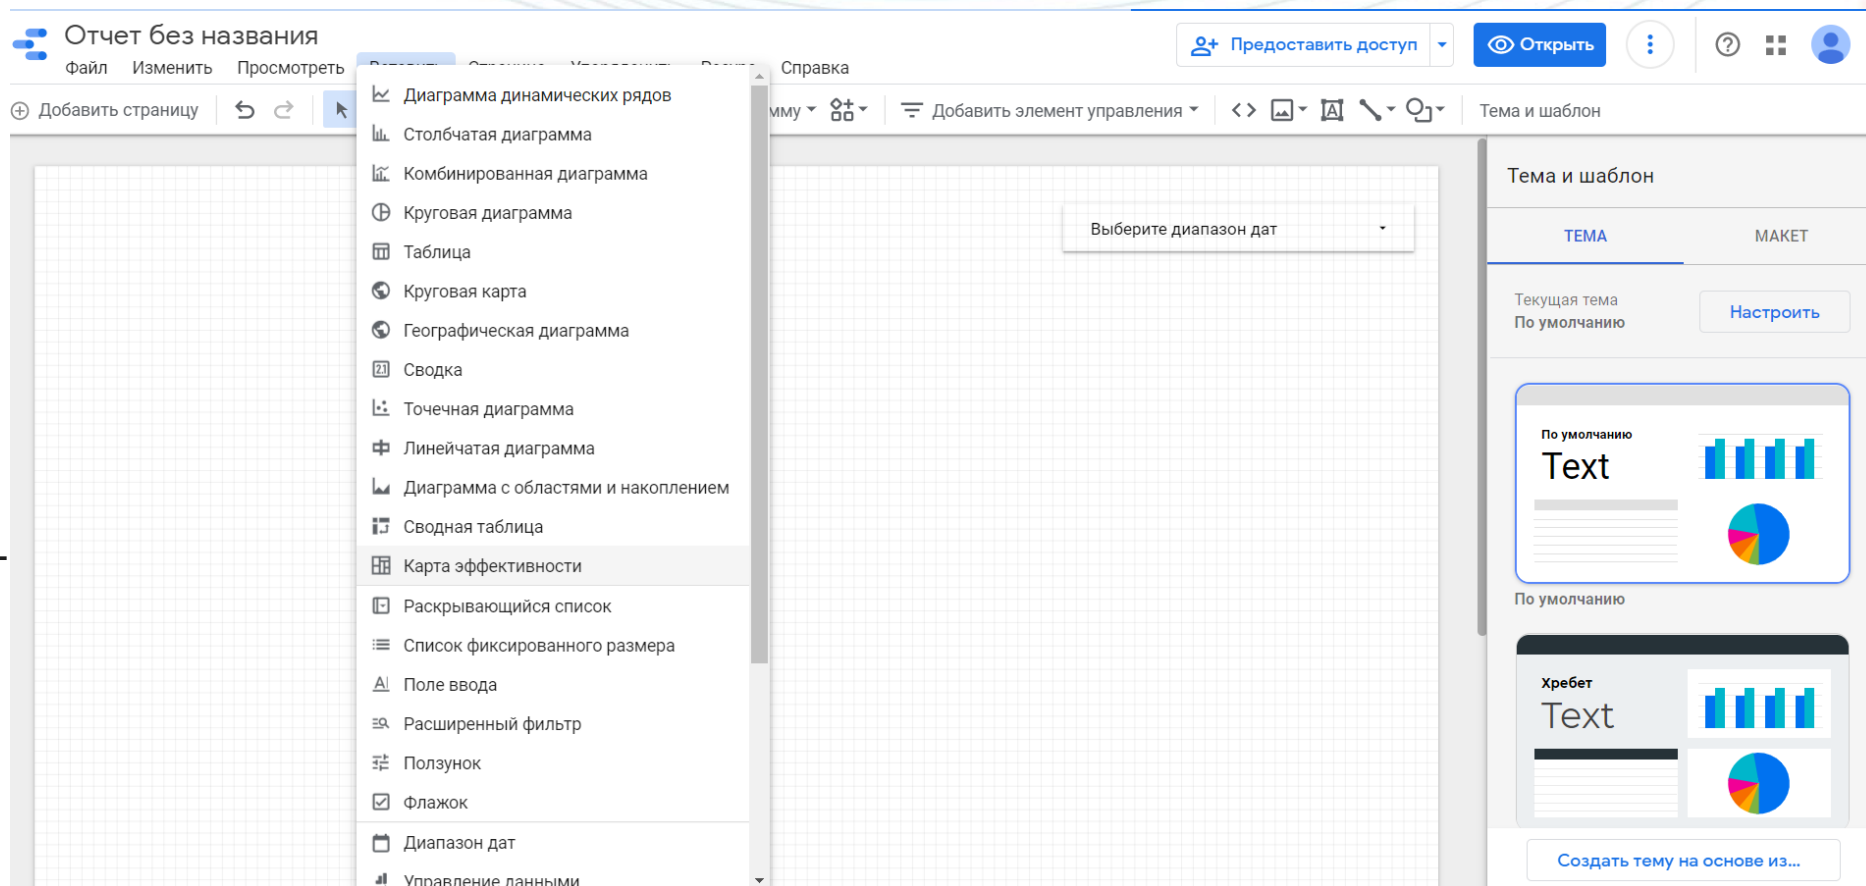 Отчет без названия
Предоставить доступ
Открыть
Файл Изменить Просмотреть Справка
Добавить страницу
Добавить элемент управления
Тема и шаблон
Диаграмма динамических рядов
Столбчатая диаграмма
Комбинированная диаграмма
Круговая диаграмма
Таблица
Круговая карта
Географическая диаграмма
Сводка
Точечная диаграмма
Линейчатая диаграмма
Диаграмма с областями и накоплением
Сводная таблица
Карта эффективности
Раскрывающийся список
Список фиксированного размера
Поле ввода
Расширенный фильтр
Ползунок
Флажок
Диапазон дат
Управление данными
Выберите диапазон дат
Тема и шаблон
ТЕМА МАКЕТ
Текущая тема
По умолчанию
Настроить
По умолчанию
Text
По умолчанию
Хребет
Text
Создать тему на основе из...